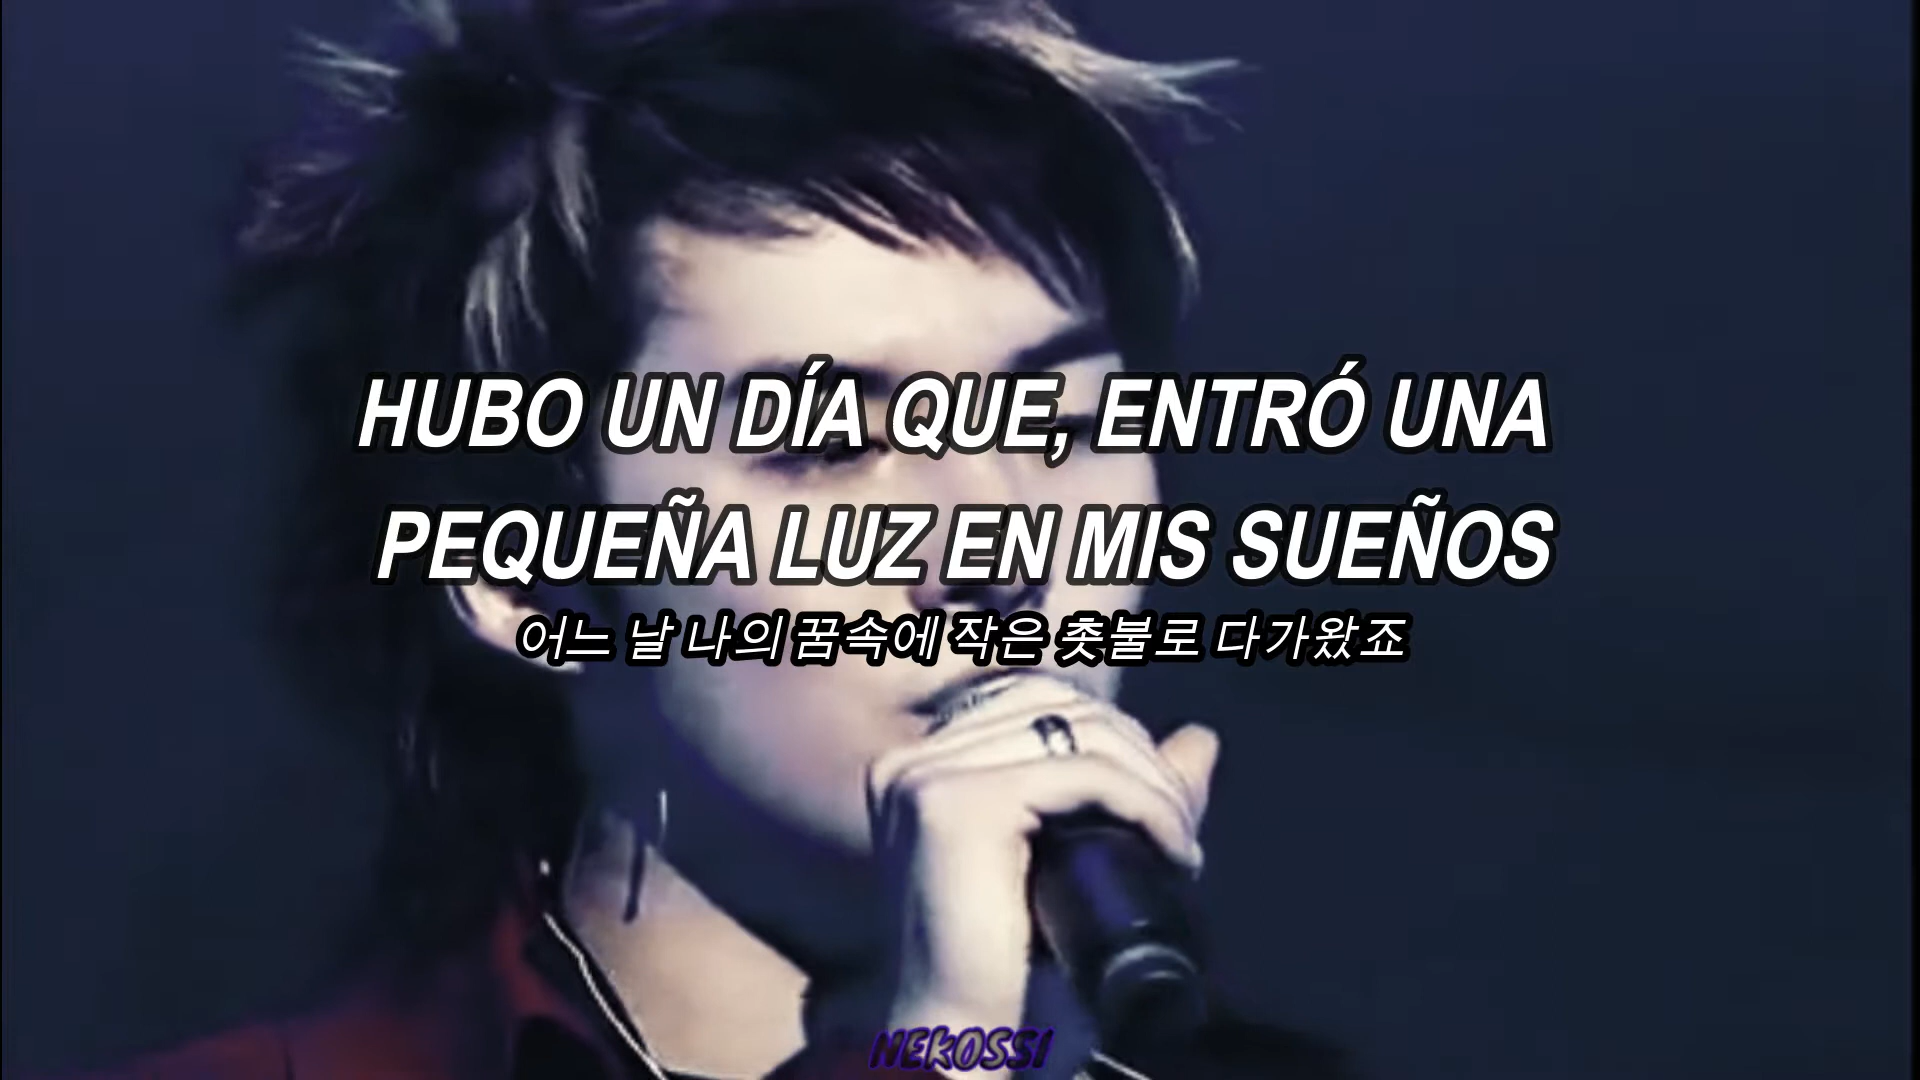 HUBO UN DÍA QUE, ENTRÓ UNA
PEQUEÑA LUZ EN MIS SUEÑOS
어느 날 나의 꿈속에 작은 촛불로 다가왔죠
NEKOSSI